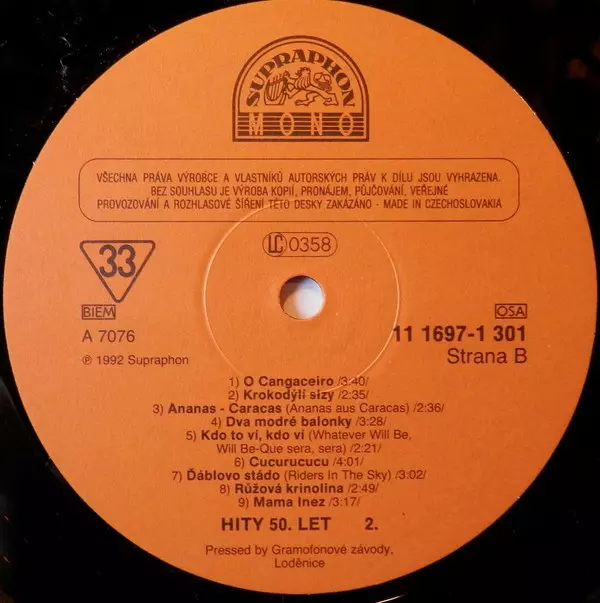 SUPRAPHON
MONO
VŠECHNA PRÁVA VÝROBCE A VLASTNÍKŮ AUTORSKÝCH PRÁV K DÍLU JSOU VYHRAZENA.
BEZ SOUHLASU JE VÝROBA KOPIÍ, PRONÁJEM, PŮJČOVÁNÍ, VEŘEJNÉ
PROVOZOVÁNÍ A ROZHLASOVÉ ŠÍŘENÍ TÉTO DESKY ZAKÁZÁNO - MADE IN CZECHOSLOVAKIA
LC 0358
33
BIEM
OSA
A 7076
11 1697-1 301
℗ 1992 Supraphon
Strana B
1) O Cangaceiro /3:40/
2) Krokodýlí slzy /2:35/
3) Ananas - Caracas (Ananas aus Caracas) /2:36/
4) Dva modré balonky /3:28/
5) Kdo to ví, kdo ví (Whatever Will Be,
Will Be-Que sera, sera) /2:21/
6) Cucurucucu /4:01/
7) Ďáblovo stádo (Riders In The Sky) /3:02/
8) Růžová krinolina /2:49/
9) Mama Inez /3:17/
HITY 50. LET 2.
Pressed by Gramofonové závody,
Loděnice